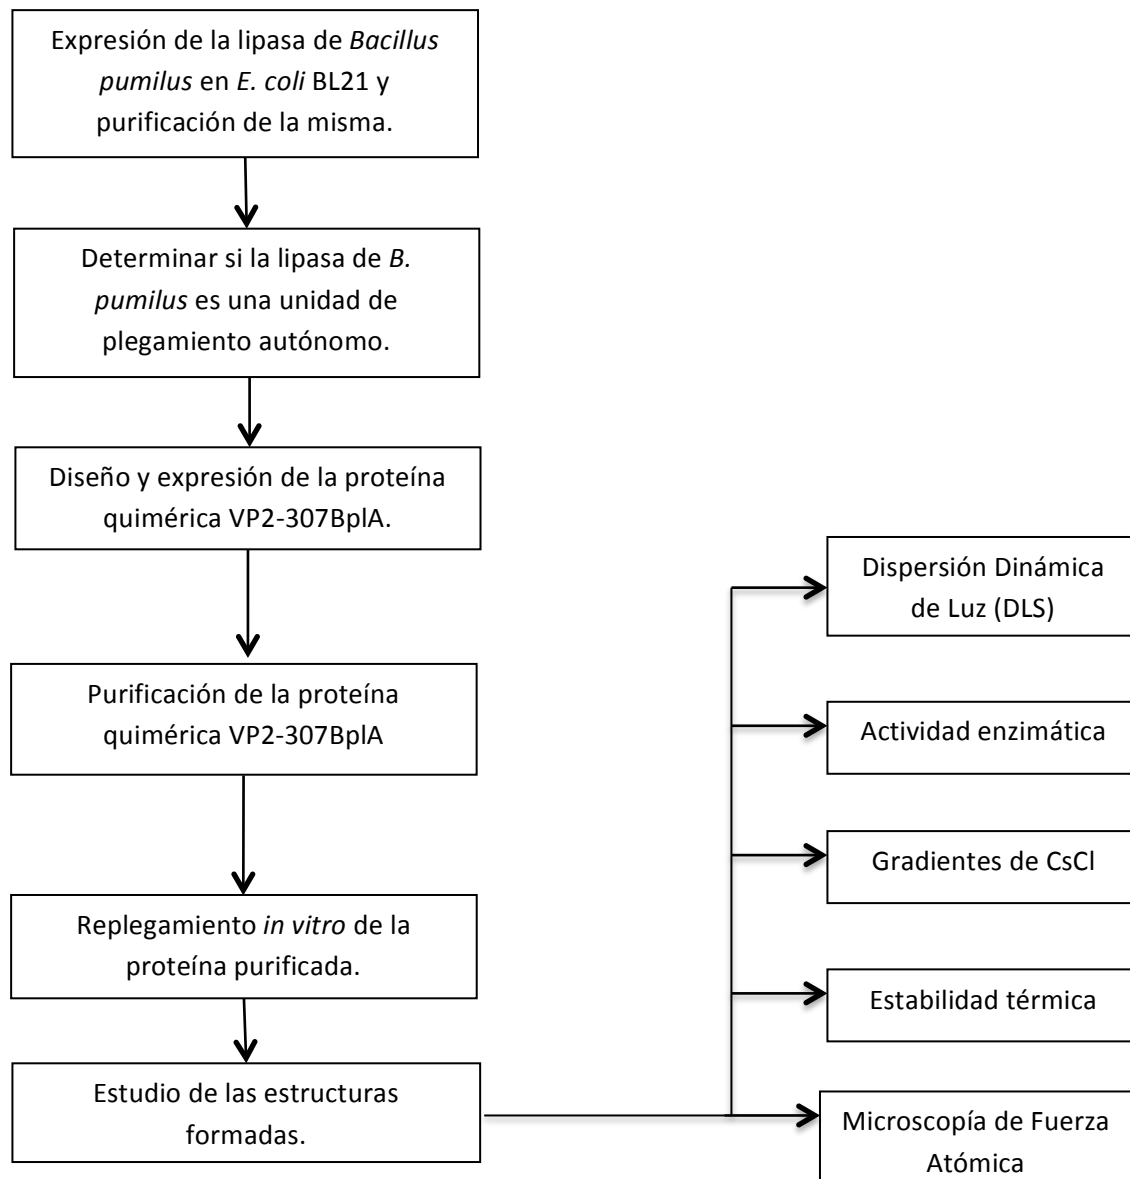 Expresión de la lipasa de Bacillus
pumilus en E. coli BL21 y
purificación de la misma.
Determinar si la lipasa de B.
pumilus es una unidad de
plegamiento autónomo.
Diseño y expresión de la proteína
quimérica VP2-307BplA.
Purificación de la proteína
quimérica VP2-307BplA
Replegamiento in vitro de la
proteína purificada.
Estudio de las estructuras
formadas.
Dispersión Dinámica
de Luz (DLS)
Actividad enzimática
Gradientes de CsCl
Estabilidad térmica
Microscopía de Fuerza
Atómica